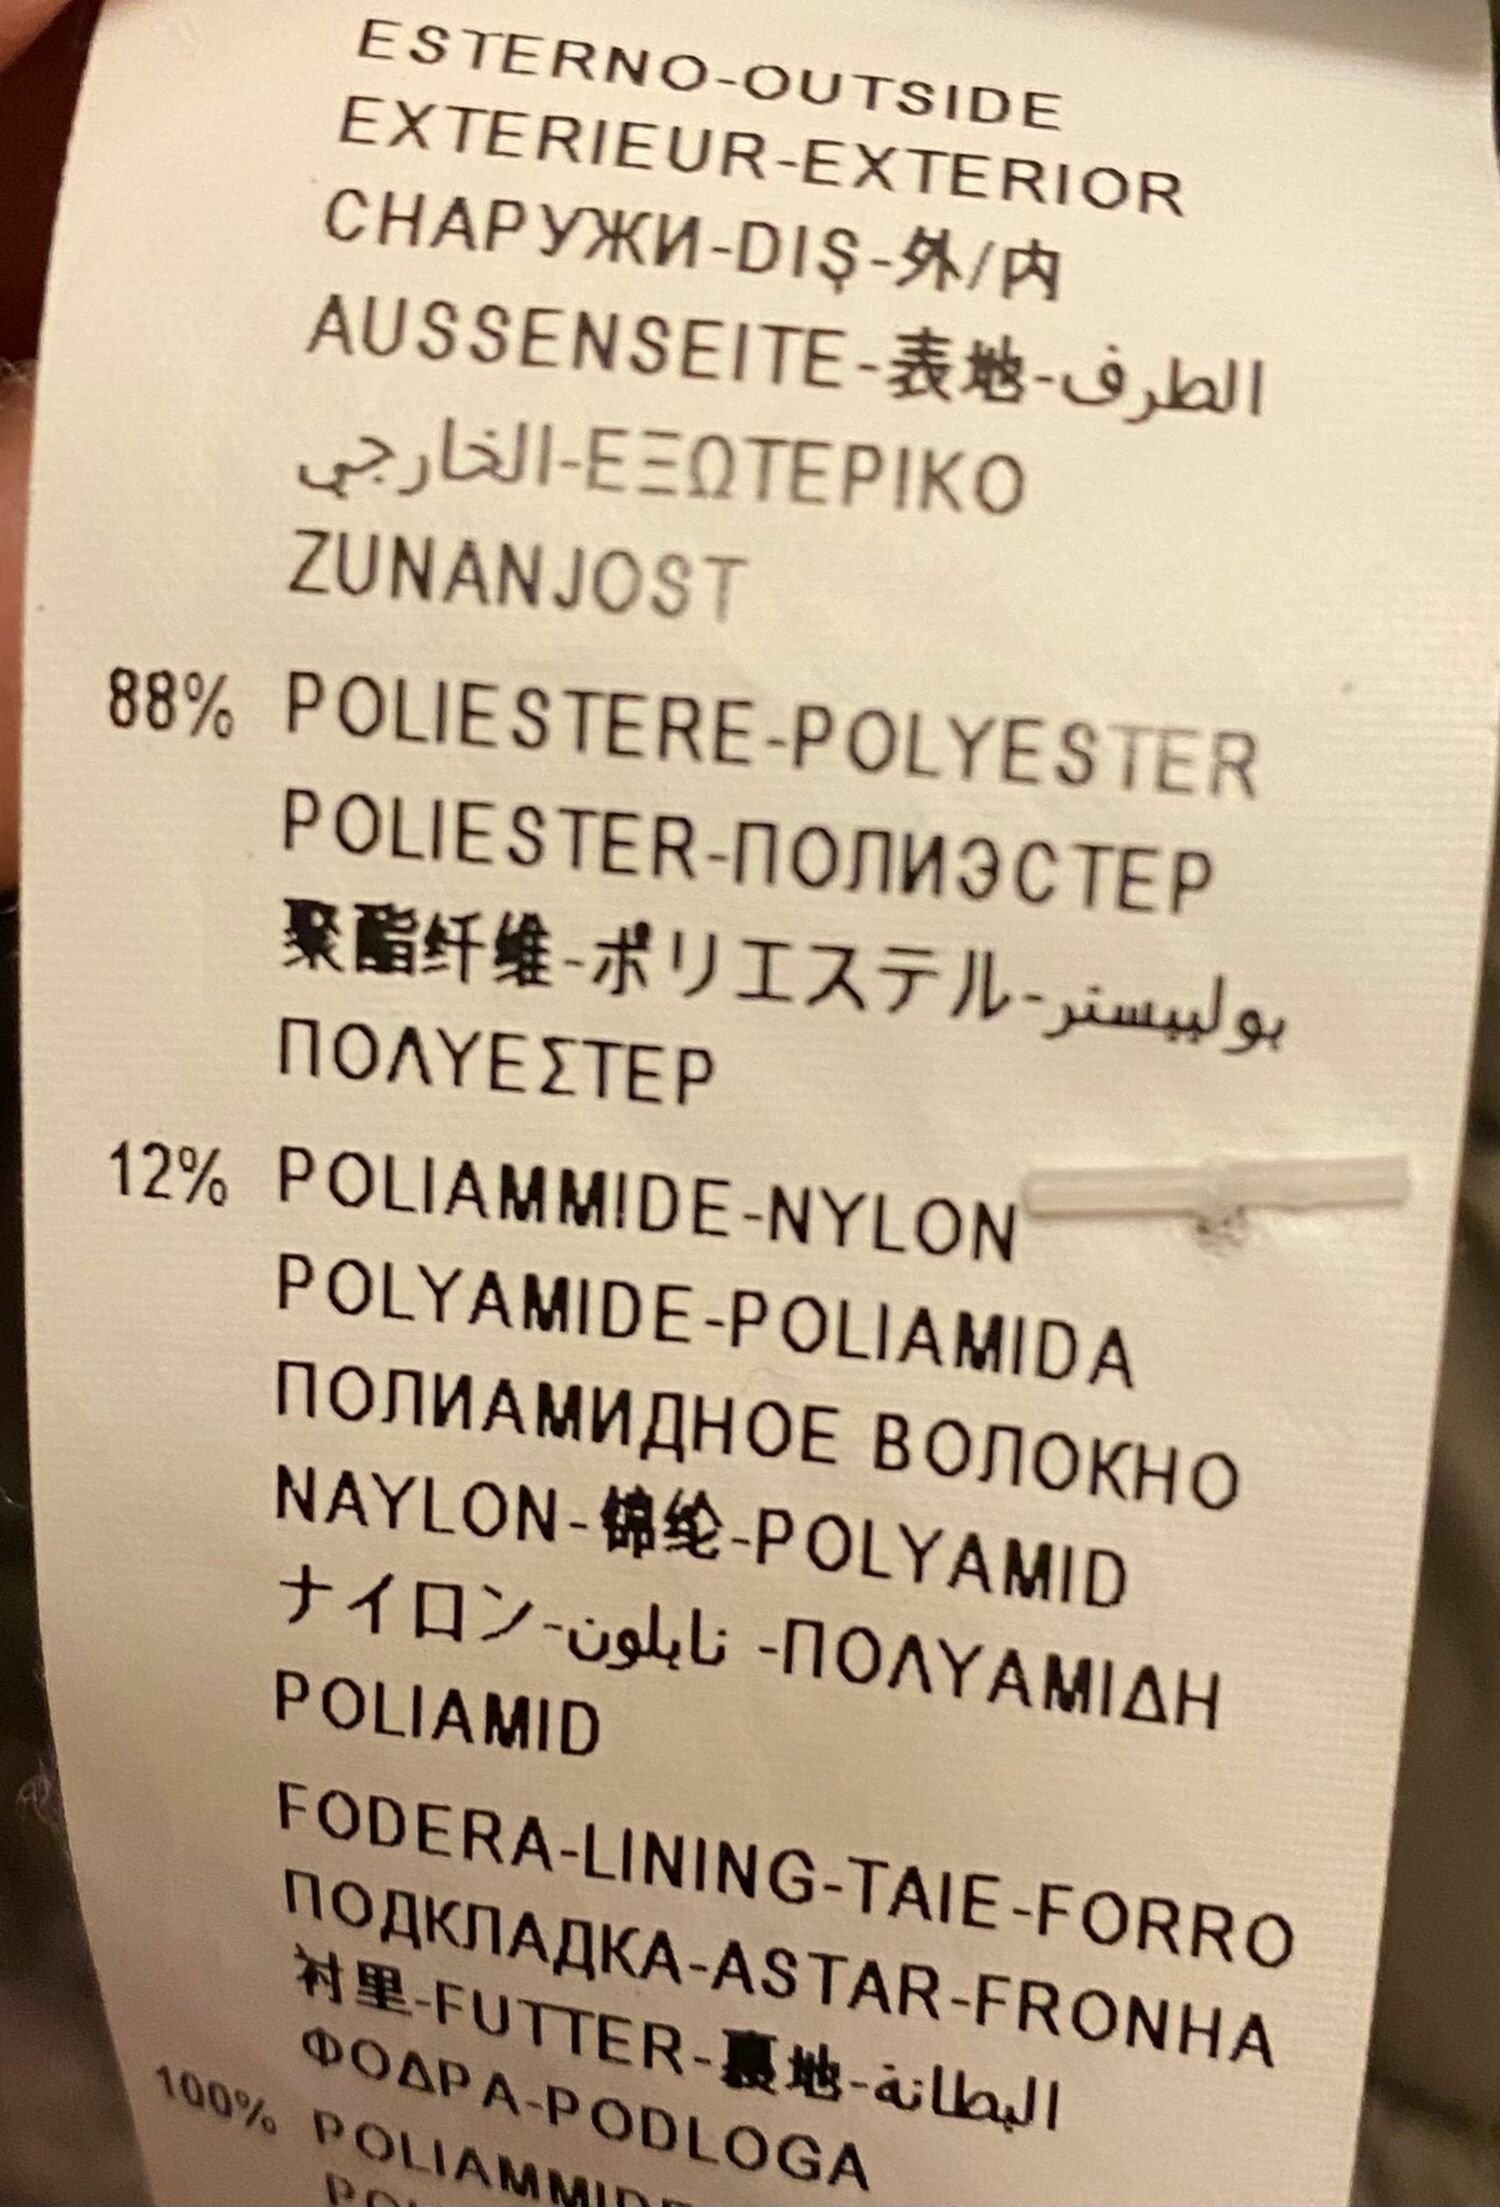 ESTERNO-OUTSIDE
EXTERIEUR-EXTERIOR
СНАРУЖИ-DIŞ-外/内
AUSSENSEITE-表地-الطرف
الخارجي-ΕΞΩΤΕΡΙΚΟ
ZUNANJOST
88% POLIESTERE-POLYESTER
POLIESTER-ПОЛИЭСТЕР
聚酯纤维-ポリエステル-بولييستر
ΠΟΛΥΕΣΤΕΡ
12% POLIAMMIDE-NYLON
POLYAMIDE-POLIAMIDA
ПОЛИАМИДНОЕ ВОЛОКНО
NAYLON-锦纶-POLYAMID
ナイロン-نايلون -ΠΟΛΥΑΜΙΔΗ
POLIAMID
FODERA-LINING-TAIE-FORRO
ПОДКЛАДКА-ASTAR-FRONHA
衬里-FUTTER-裏地-البطانة
ΦΟΔΡΑ-PODLOGA
100% POLIAMMIDE